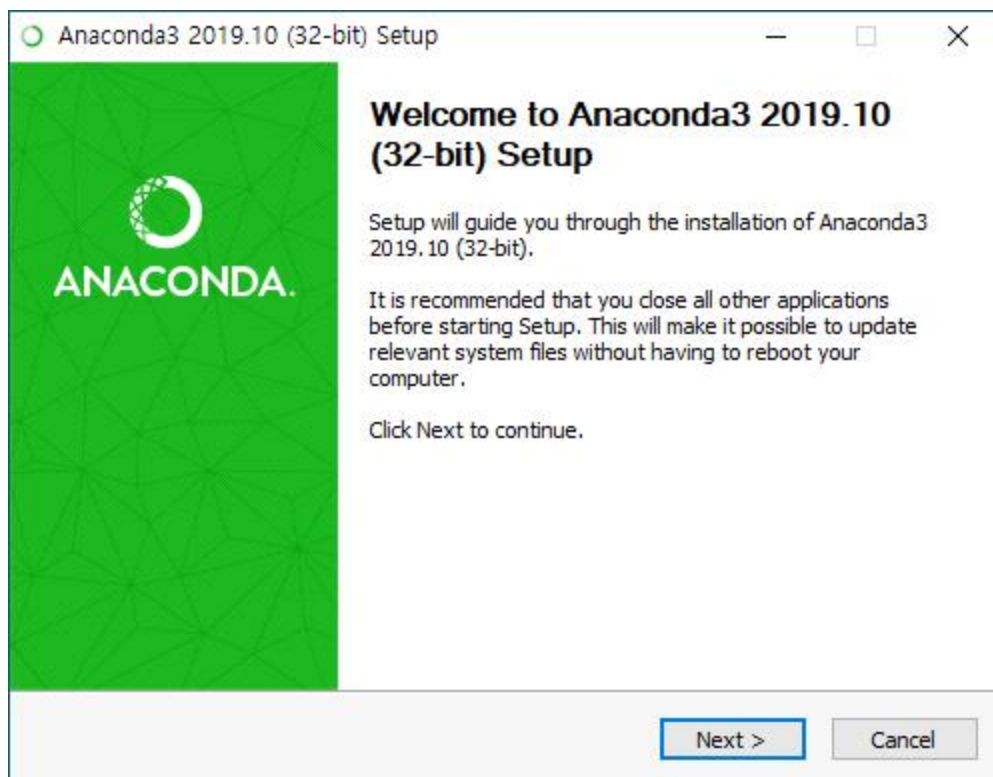 Anaconda3 2019.10 (32-bit) Setup
ANACONDA.
Welcome to Anaconda3 2019.10
(32-bit) Setup
Setup will guide you through the installation of Anaconda3
2019.10 (32-bit).
It is recommended that you close all other applications
before starting Setup. This will make it possible to update
relevant system files without having to reboot your
computer.
Click Next to continue.
Next >
Cancel